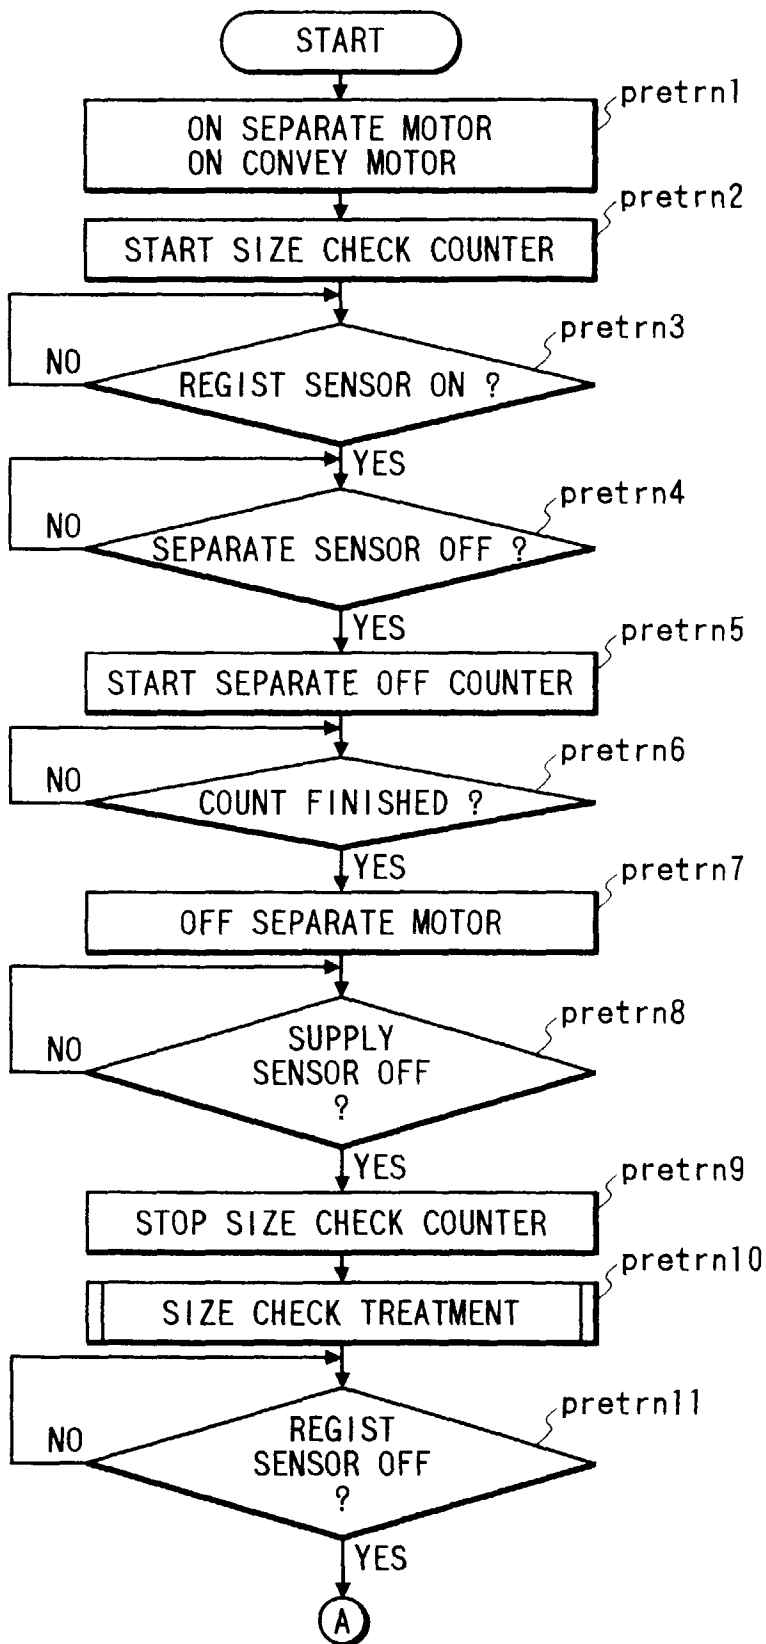 START
pretrn1
ON SEPARATE MOTOR
ON CONVEY MOTOR
pretrn2
START SIZE CHECK COUNTER
pretrn3
NO
REGIST SENSOR ON ?
YES
pretrn4
NO
SEPARATE SENSOR OFF ?
YES
pretrn5
START SEPARATE OFF COUNTER
pretrn6
NO
COUNT FINISHED ?
YES
pretrn7
OFF SEPARATE MOTOR
pretrn8
NO
SUPPLY
SENSOR OFF
?
YES
pretrn9
STOP SIZE CHECK COUNTER
pretrn10
SIZE CHECK TREATMENT
pretrn11
NO
REGIST
SENSOR OFF
?
YES
A